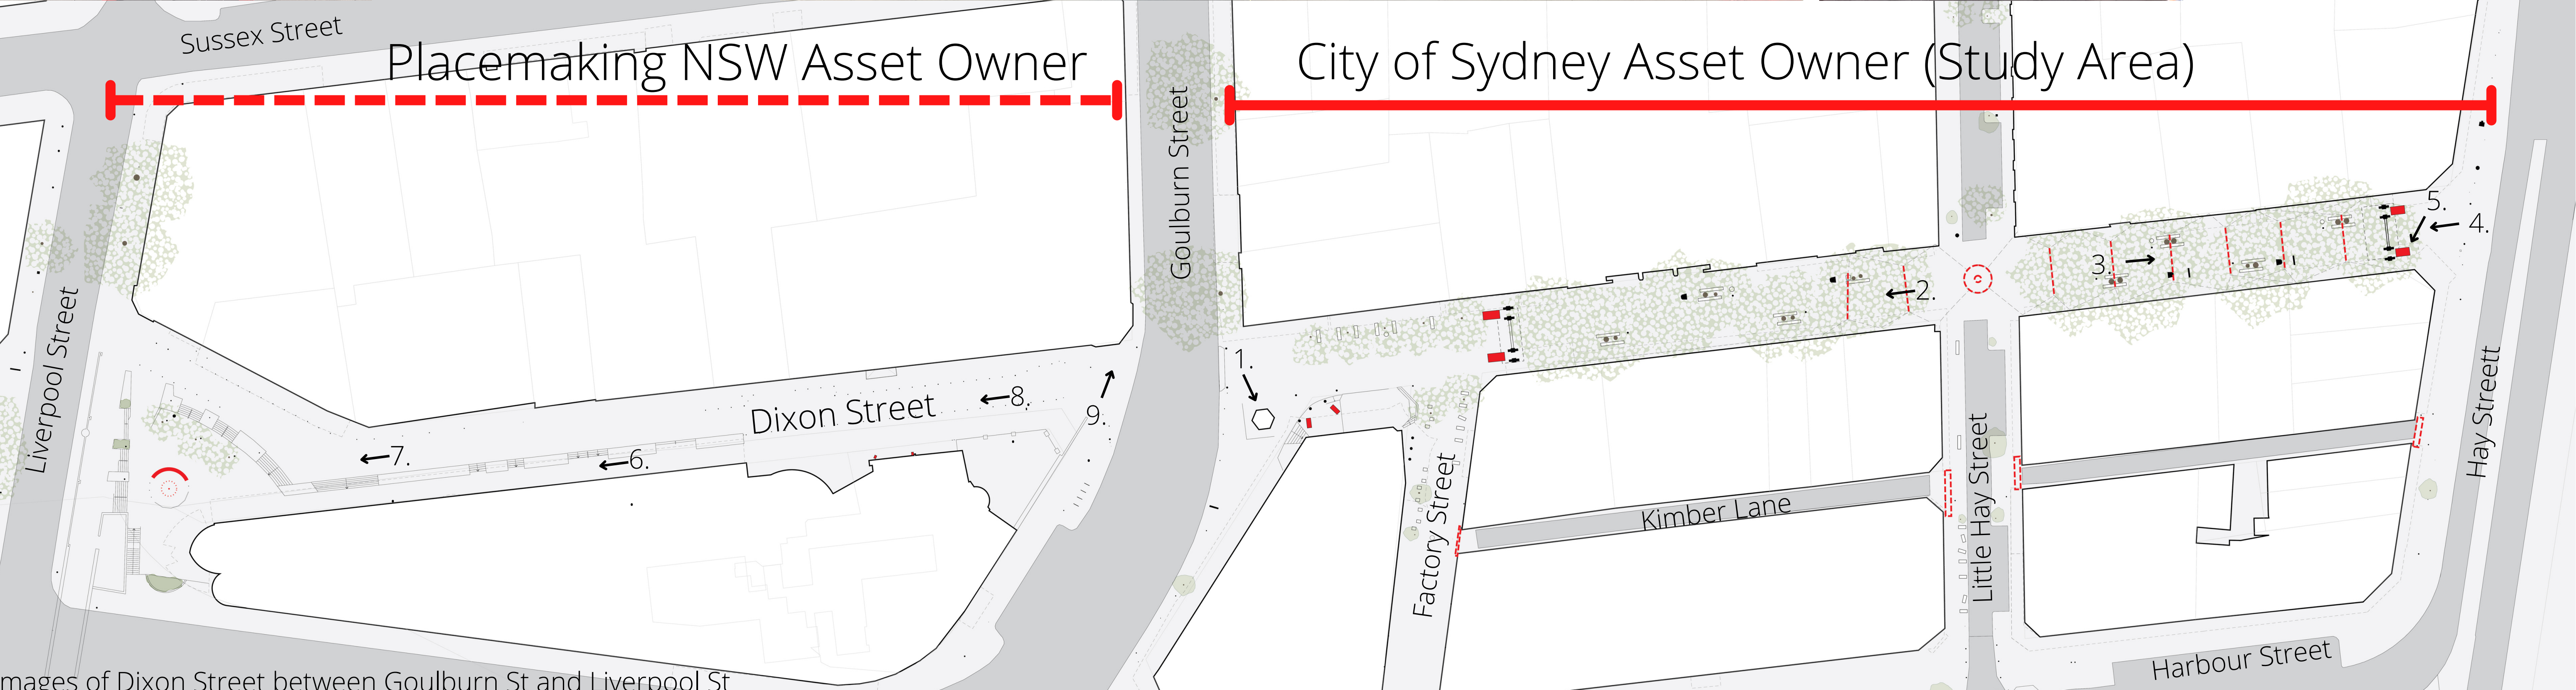 Sussex Street
Placemaking NSW Asset Owner
City of Sydney Asset Owner (Study Area)
Goulburn Street
5.
4.
3.
2.
1.
Liverpool Street
Dixon Street
8.
9.
7.
6.
Factory Street
Kimber Lane
Little Hay Street
Hay Streett
Harbour Street
mages of Dixon Street between Goulburn St and Liverpool St